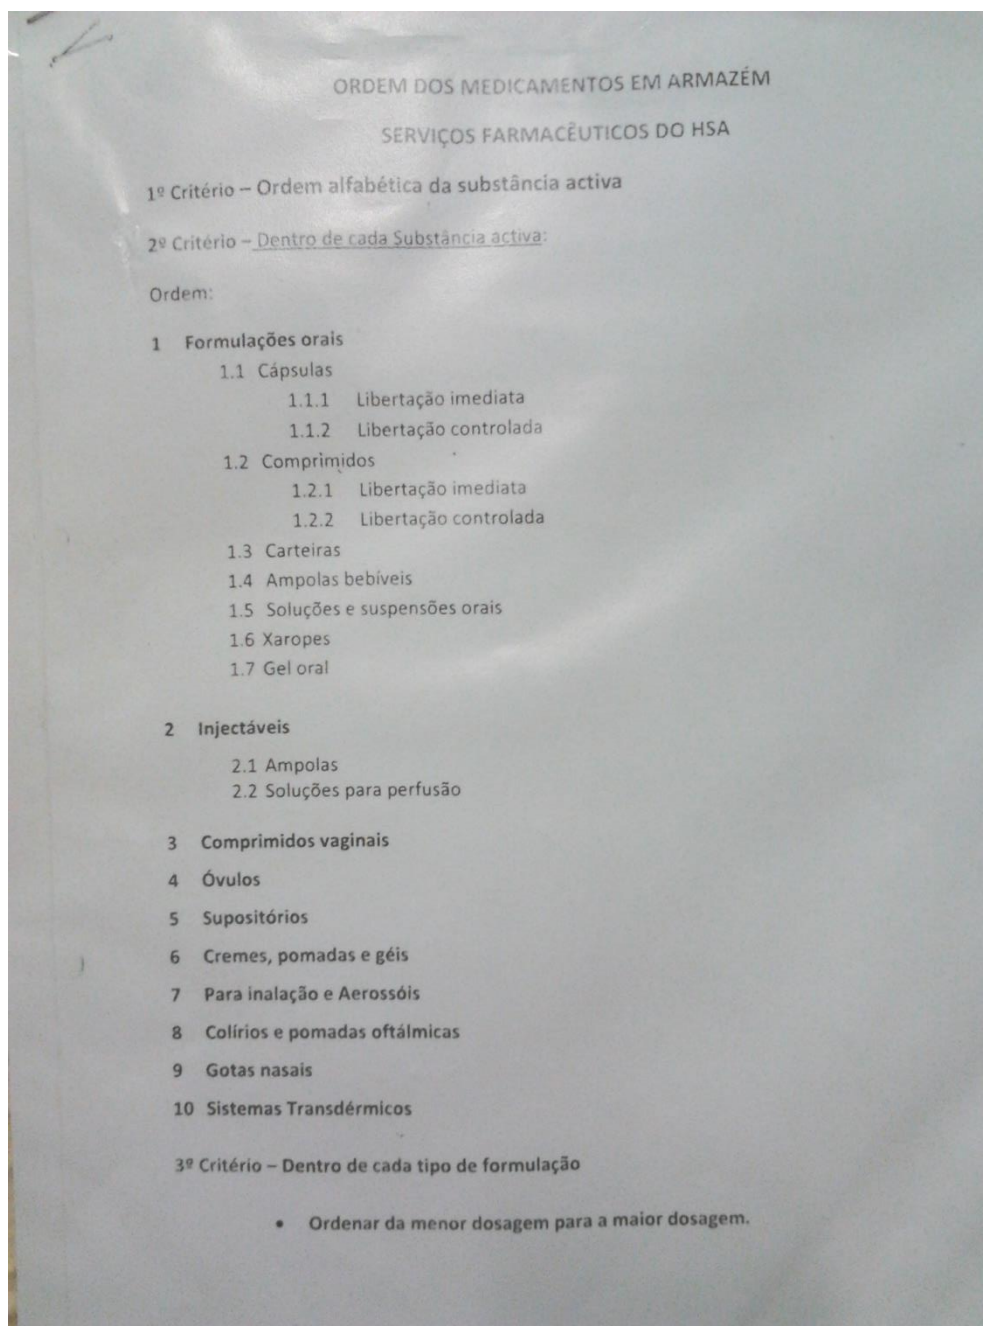 ORDEM DOS MEDICAMENTOS EM ARMAZÉM
SERVIÇOS FARMACÊUTICOS DO HSA
1º Critério – Ordem alfabética da substância activa
2º Critério – Dentro de cada Substância activa:
Ordem:
1 Formulações orais
1.1 Cápsulas
1.1.1 Libertação imediata
1.1.2 Libertação controlada
1.2 Comprimidos
1.2.1 Libertação imediata
1.2.2 Libertação controlada
1.3 Carteiras
1.4 Ampolas bebíveis
1.5 Soluções e suspensões orais
1.6 Xaropes
1.7 Gel oral
2 Injectáveis
2.1 Ampolas
2.2 Soluções para perfusão
3 Comprimidos vaginais
4 Óvulos
5 Supositórios
6 Cremes, pomadas e géis
7 Para inalação e Aerossóis
8 Colírios e pomadas oftálmicas
9 Gotas nasais
10 Sistemas Transdérmicos
3º Critério – Dentro de cada tipo de formulação
• Ordenar da menor dosagem para a maior dosagem.